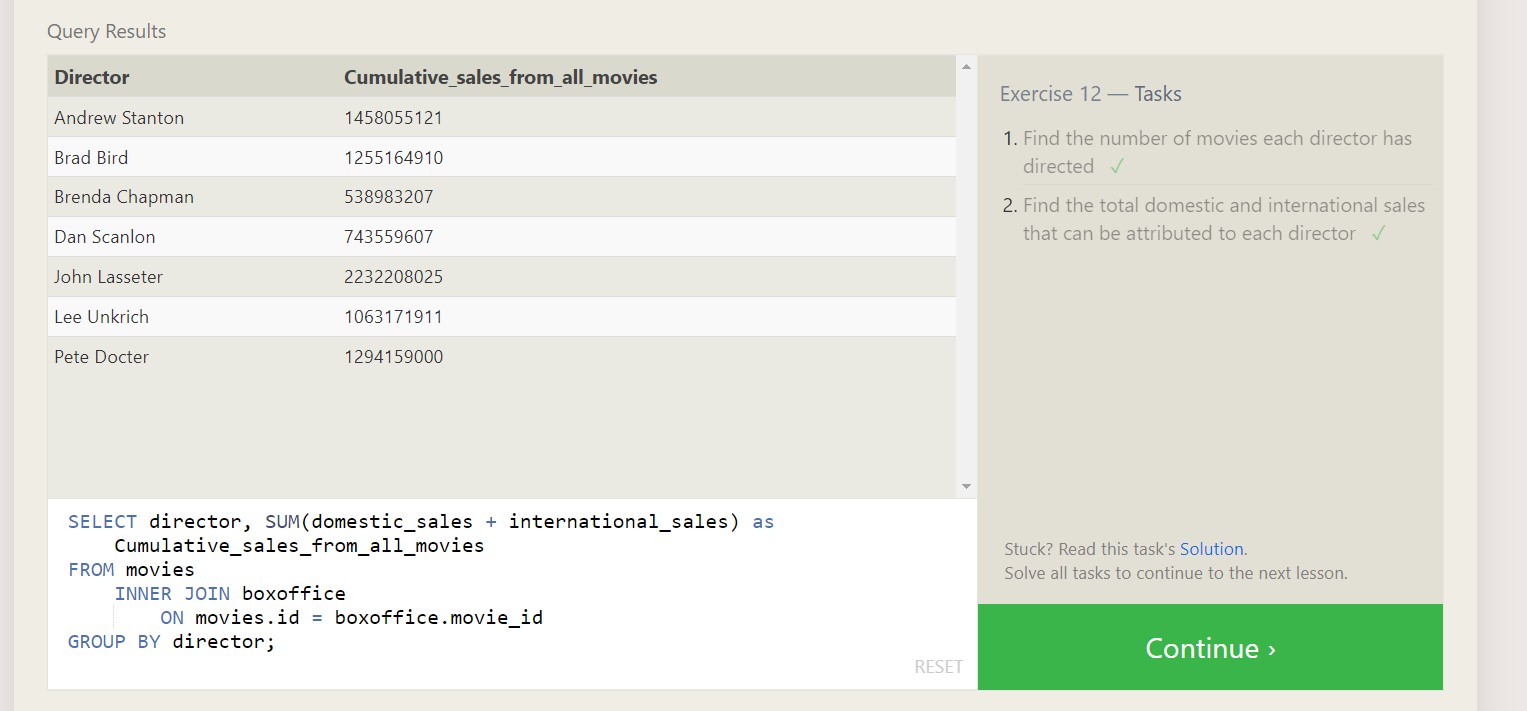 Query Results
Director Cumulative_sales_from_all_movies
Andrew Stanton 1458055121
Brad Bird 1255164910
Brenda Chapman 538983207
Dan Scanlon 743559607
John Lasseter 2232208025
Lee Unkrich 1063171911
Pete Docter 1294159000
SELECT director, SUM(domestic_sales + international_sales) as
Cumulative_sales_from_all_movies
FROM movies
INNER JOIN boxoffice
ON movies.id = boxoffice.movie_id
GROUP BY director;
RESET
Exercise 12 — Tasks
1. Find the number of movies each director has
directed ✓
2. Find the total domestic and international sales
that can be attributed to each director ✓
Stuck? Read this task's Solution.
Solve all tasks to continue to the next lesson.
Continue ›